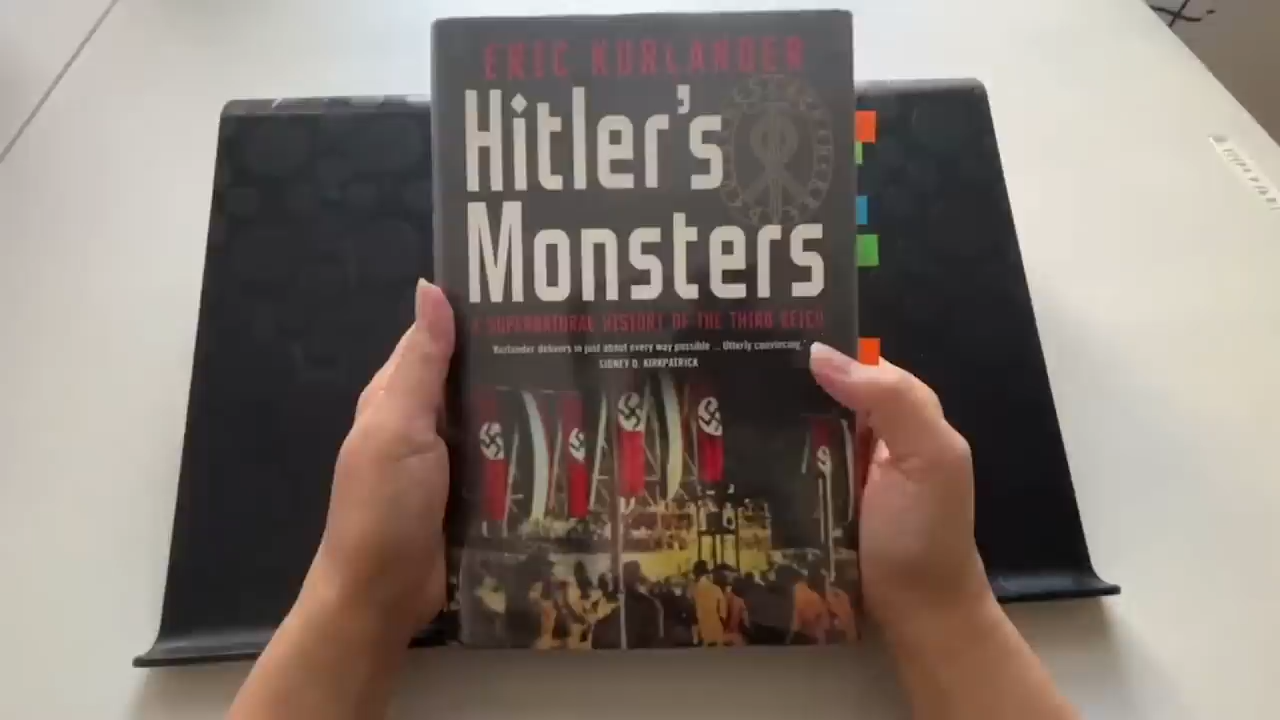 ERIC KURLANDER
Hitler's
Monsters
A SUPERNATURAL HISTORY OF THE THIRD REICH
'Kurlander delivers in just about every way possible ... Utterly convincing.'
SIDNEY D. KIRKPATRICK